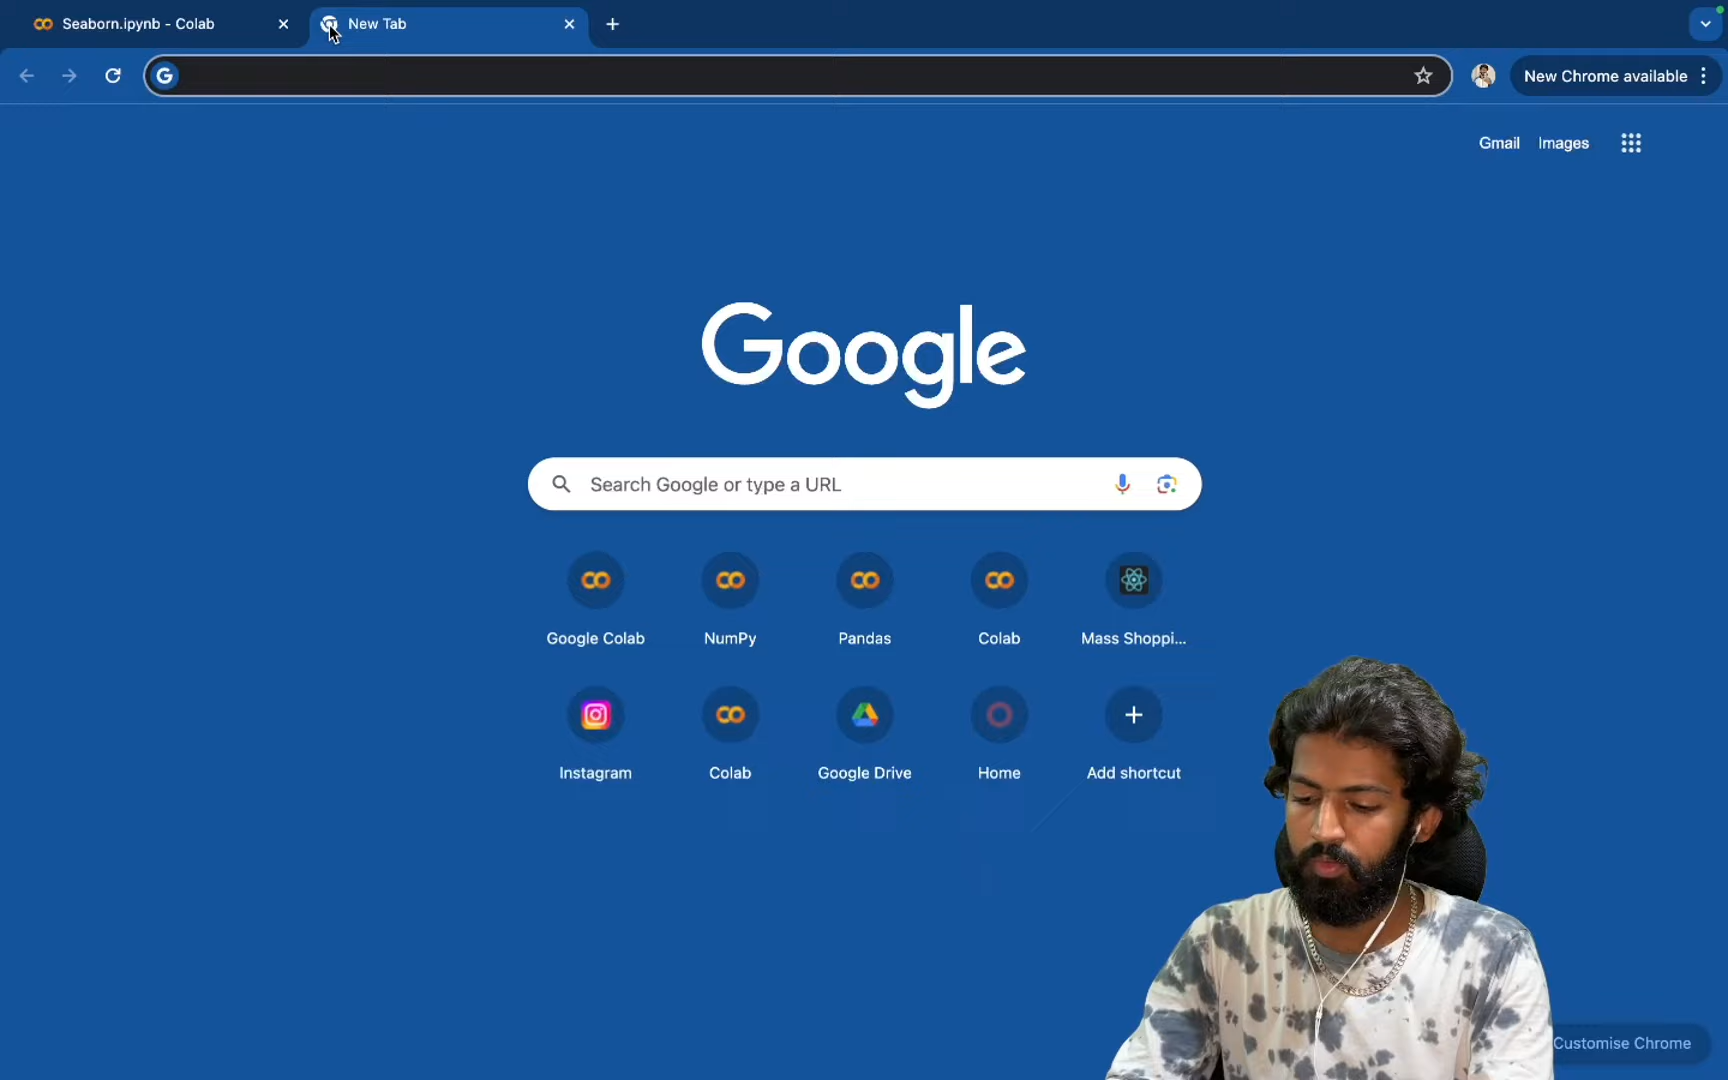 Seaborn.ipynb - Colab
New Tab
New Chrome available
Gmail Images
Google
Search Google or type a URL
Google Colab NumPy Pandas Colab Mass Shoppi...
Instagram Colab Google Drive Home Add shortcut
Customise Chrome